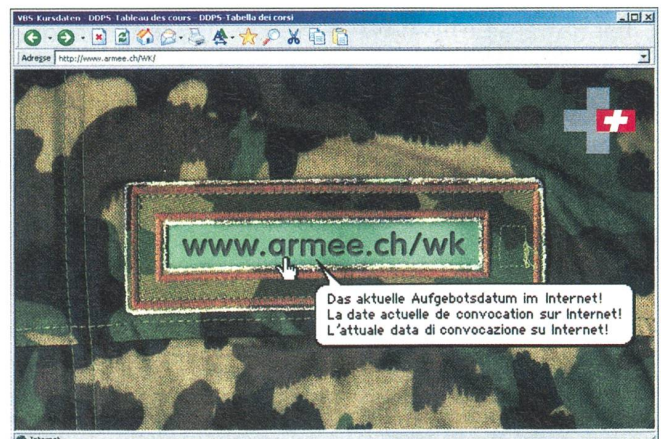 VBS-Kursdaten - DDPS-Tableau des cours - DDPS-Tabella dei corsi
Adresse http://www.armee.ch/WK/
www.armee.ch/wk
Das aktuelle Aufgebotsdatum im Internet!
La date actuelle de convocation sur Internet!
L'attuale data di convocazione su Internet!
Internet